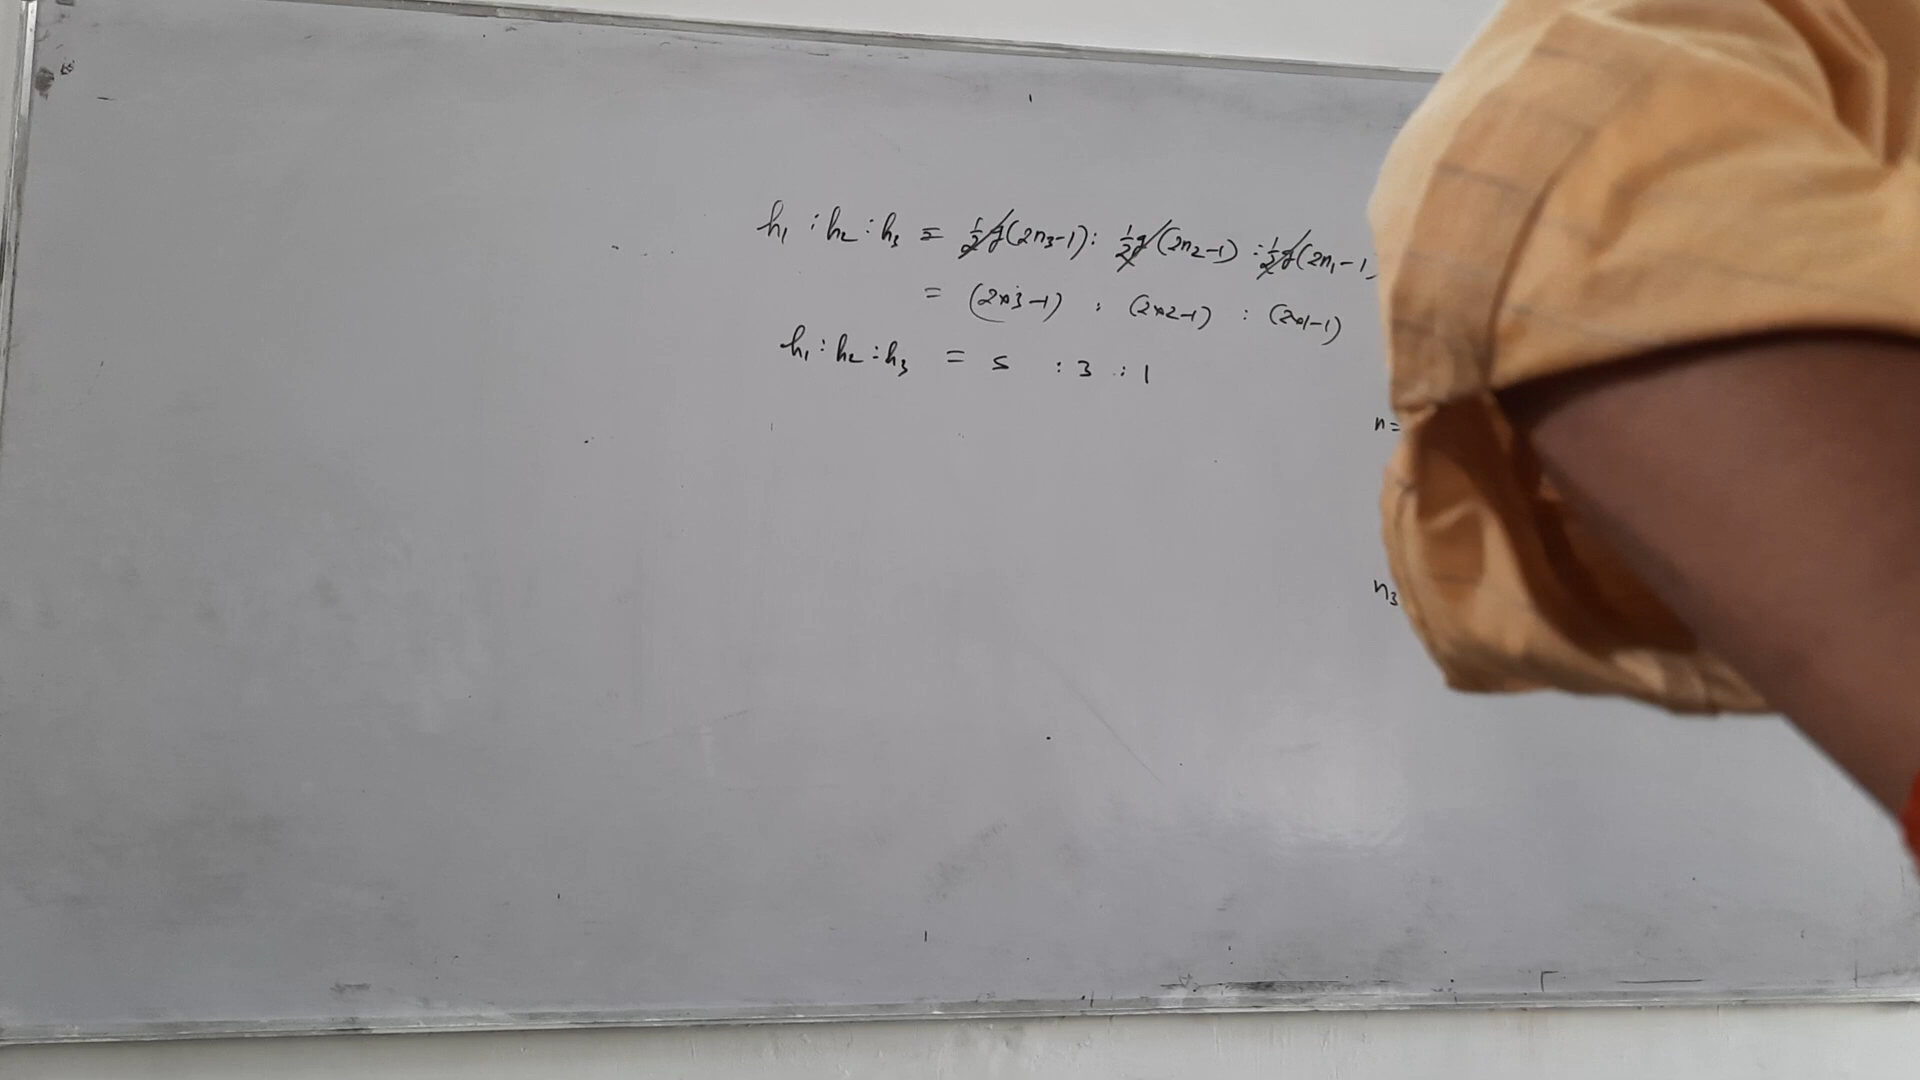 h₁ : h₂ : h₃ = ½g(2n₃-1) : ½g(2n₂-1) : ½g(2n₁-1)
= (2×3-1) : (2×2-1) : (2×1-1)
h₁ : h₂ : h₃ = 5 : 3 : 1
n=
n₃